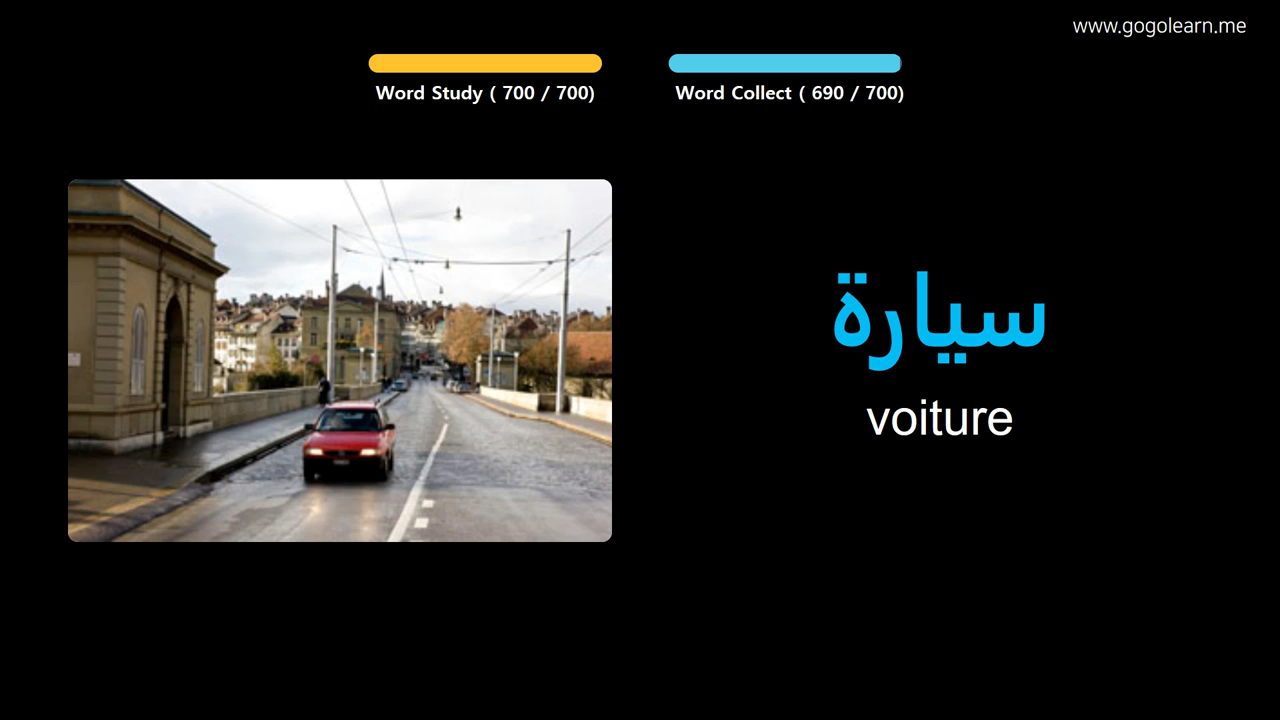 www.gogolearn.me
Word Study ( 700 / 700)
Word Collect ( 690 / 700)
سيارة
voiture